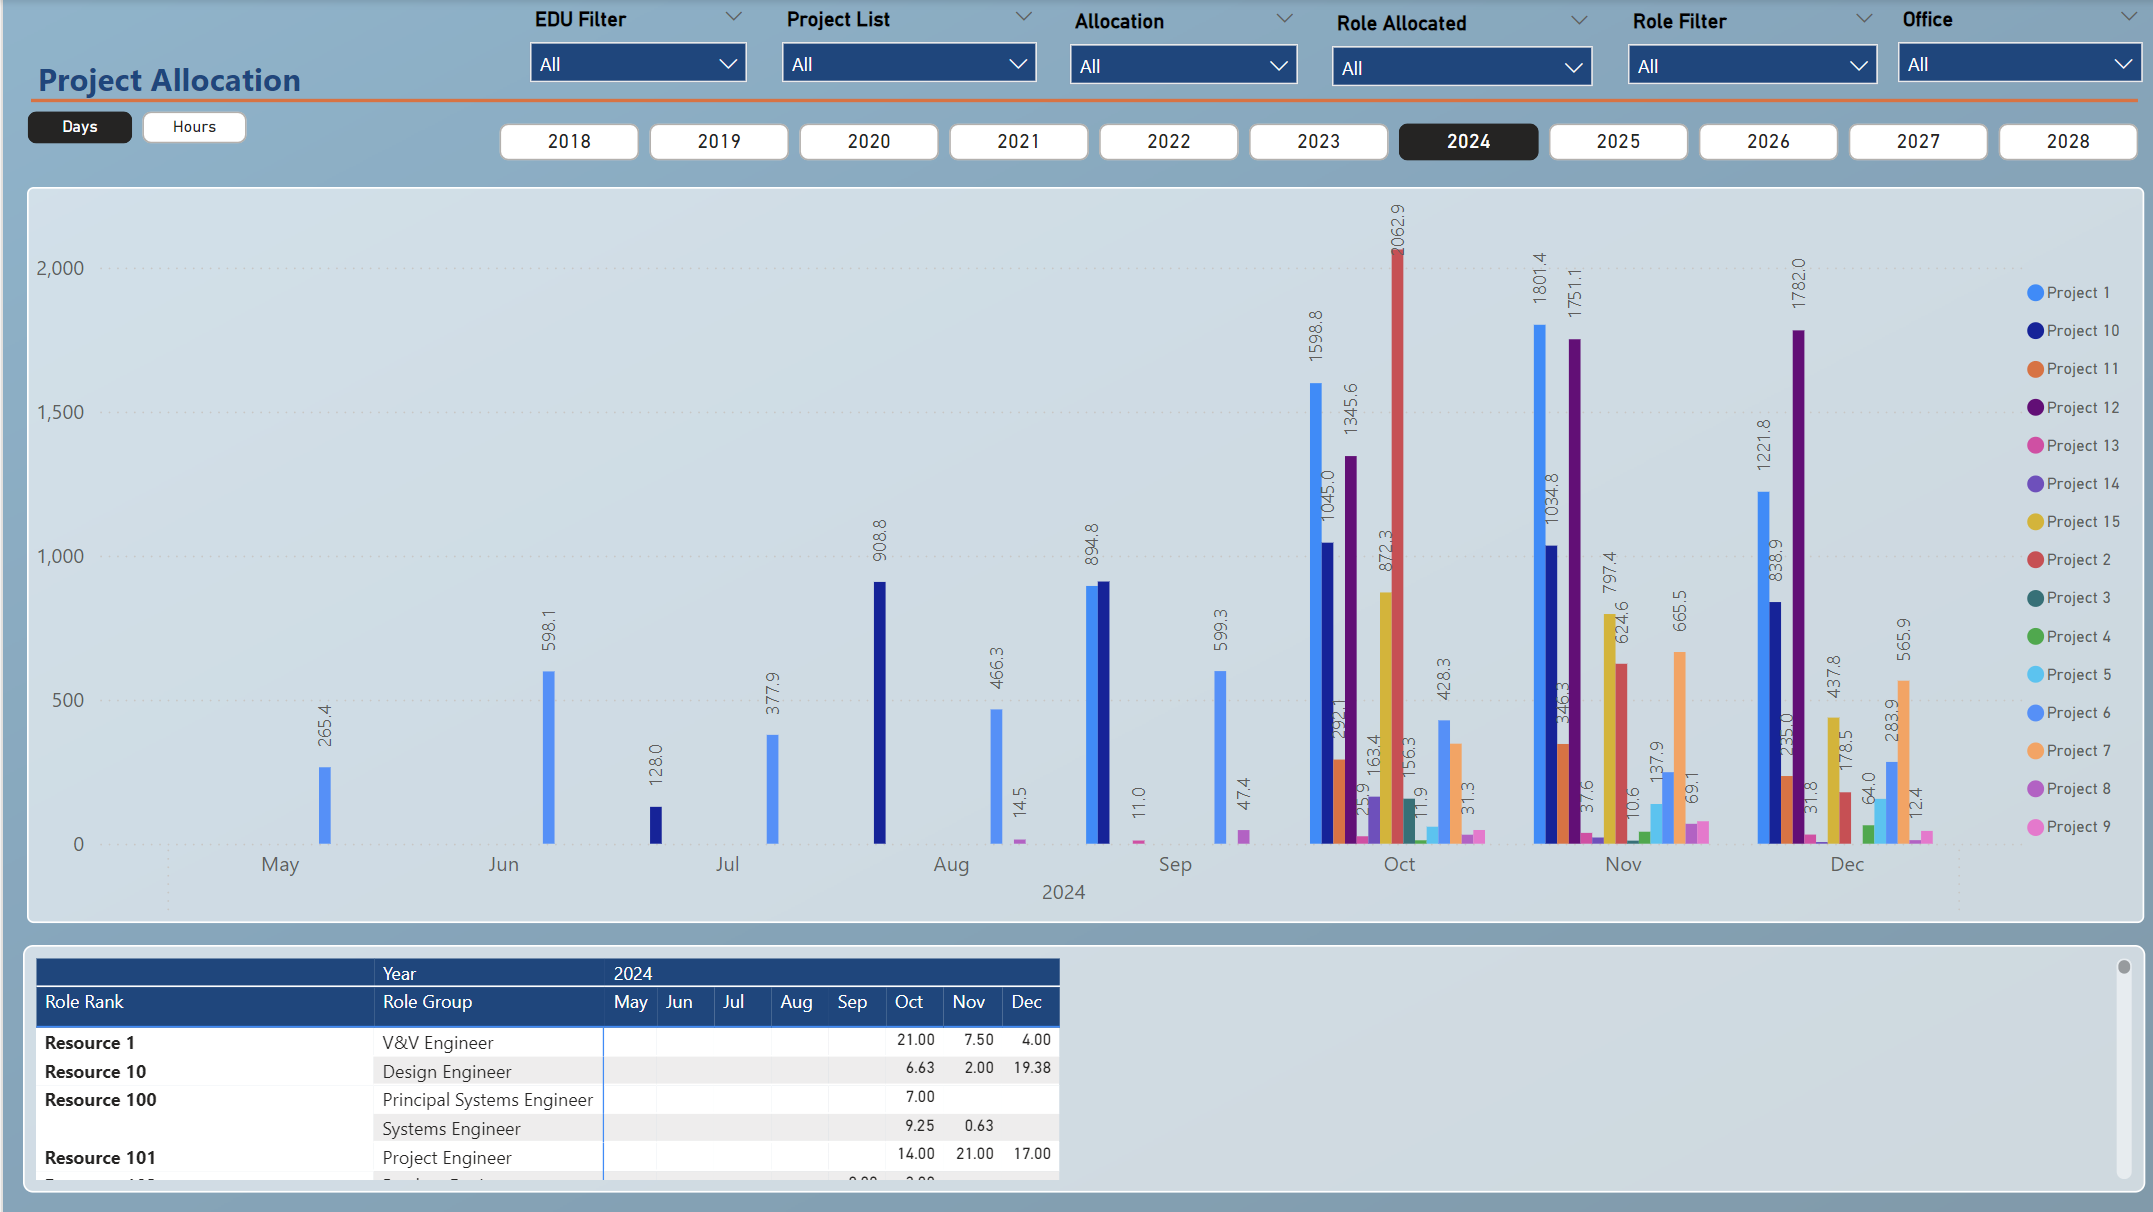 EDU Filter
Project List
Allocation
Role Allocated
Role Filter
Office
All
All
All
All
All
All
Project Allocation
Days
Hours
2018
2019
2020
2021
2022
2023
2024
2025
2026
2027
2028
2,000
1,500
1,000
500
0
265.4
598.1
128.0
377.9
908.8
466.3
14.5
894.8
11.0
599.3
47.4
1598.8
1045.0
292.1
1345.6
25.9
163.4
872.3
2062.9
156.3
11.9
428.3
31.3
1801.4
1034.8
346.3
1751.1
37.6
797.4
624.6
10.6
137.9
665.5
69.1
1221.8
838.9
235.0
1782.0
31.8
437.8
178.5
64.0
283.9
565.9
12.4
May
Jun
Jul
Aug
Sep
Oct
Nov
Dec
2024
Project 1
Project 10
Project 11
Project 12
Project 13
Project 14
Project 15
Project 2
Project 3
Project 4
Project 5
Project 6
Project 7
Project 8
Project 9
Year 2024
Role Rank Role Group May Jun Jul Aug Sep Oct Nov Dec
Resource 1 V&V Engineer 21.00 7.50 4.00
Resource 10 Design Engineer 6.63 2.00 19.38
Resource 100 Principal Systems Engineer 7.00
Systems Engineer 9.25 0.63
Resource 101 Project Engineer 14.00 21.00 17.00